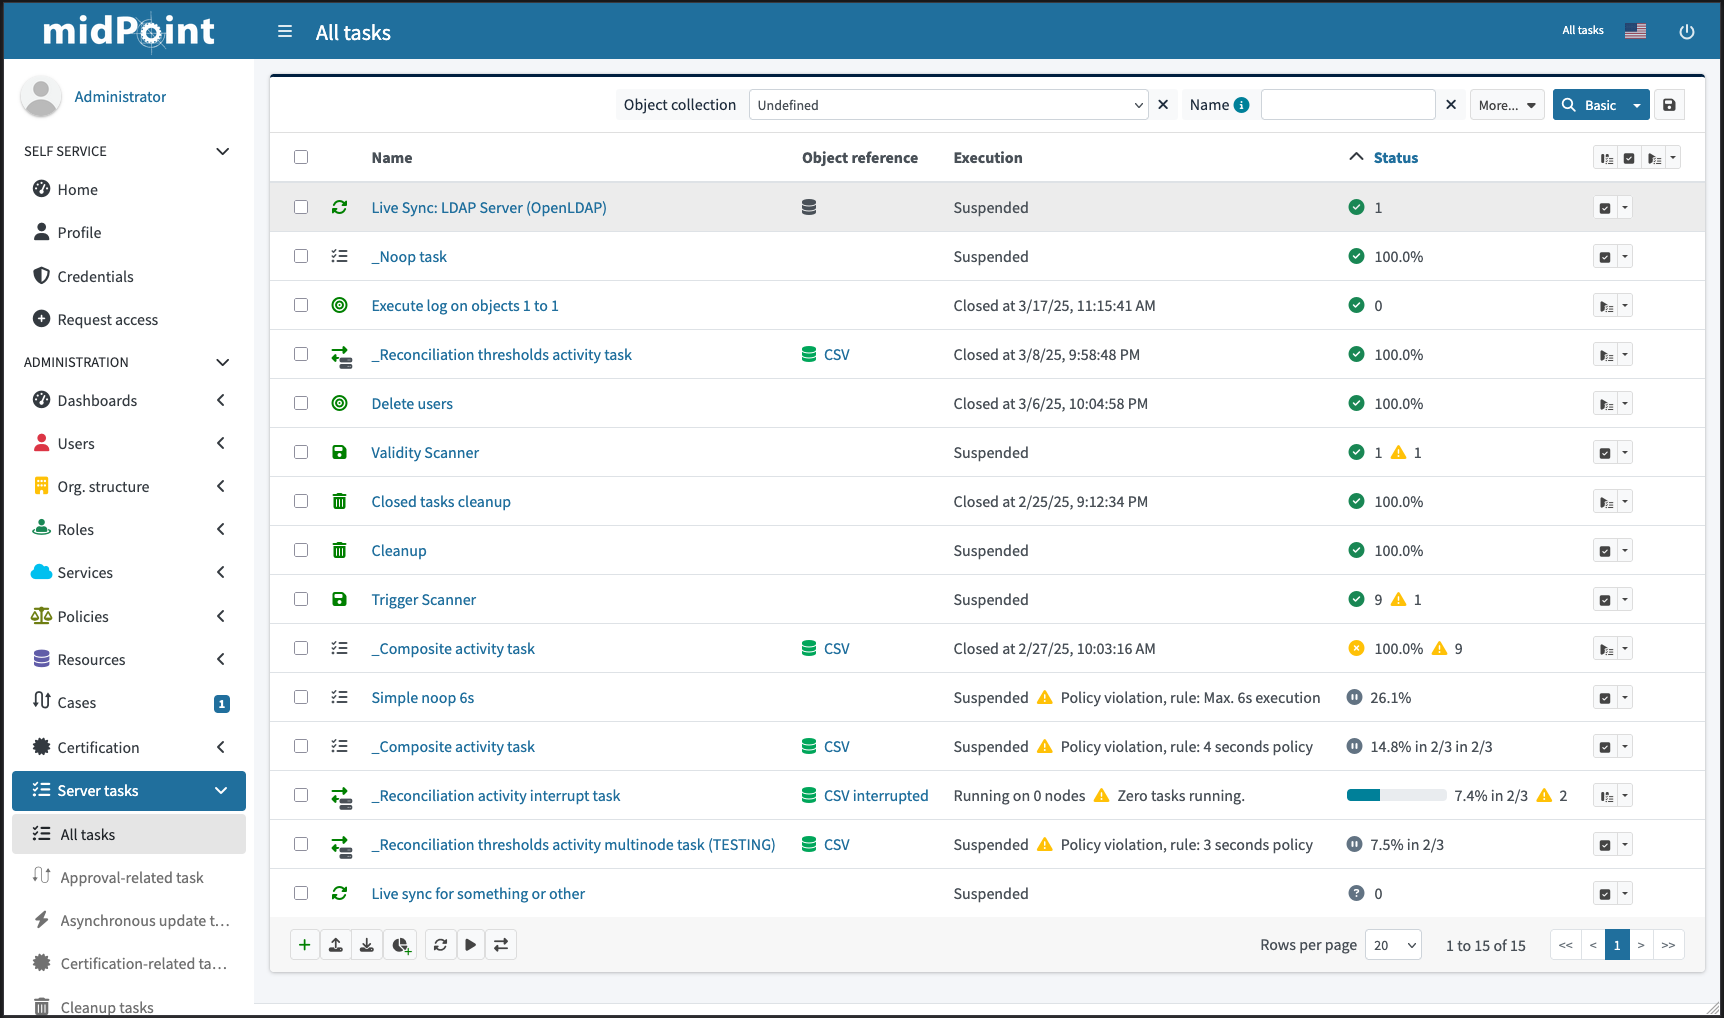 midPoint
All tasks
All tasks
Administrator
SELF SERVICE
Home
Profile
Credentials
Request access
ADMINISTRATION
Dashboards
Users
Org. structure
Roles
Services
Policies
Resources
Cases 1
Certification
Server tasks
All tasks
Approval-related task
Asynchronous update t...
Certification-related ta...
Cleanup tasks
Object collection Undefined Name More... Basic
Name Object reference Execution Status
Live Sync: LDAP Server (OpenLDAP) Suspended 1
_Noop task Suspended 100.0%
Execute log on objects 1 to 1 Closed at 3/17/25, 11:15:41 AM 0
_Reconciliation thresholds activity task CSV Closed at 3/8/25, 9:58:48 PM 100.0%
Delete users Closed at 3/6/25, 10:04:58 PM 100.0%
Validity Scanner Suspended 1 1
Closed tasks cleanup Closed at 2/25/25, 9:12:34 PM 100.0%
Cleanup Suspended 100.0%
Trigger Scanner Suspended 9 1
_Composite activity task CSV Closed at 2/27/25, 10:03:16 AM 100.0% 9
Simple noop 6s Suspended Policy violation, rule: Max. 6s execution 26.1%
_Composite activity task CSV Suspended Policy violation, rule: 4 seconds policy 14.8% in 2/3 in 2/3
_Reconciliation activity interrupt task CSV interrupted Running on 0 nodes Zero tasks running. 7.4% in 2/3 2
_Reconciliation thresholds activity multinode task (TESTING) CSV Suspended Policy violation, rule: 3 seconds policy 7.5% in 2/3
Live sync for something or other Suspended 0
Rows per page 20 1 to 15 of 15 << < 1 > >>